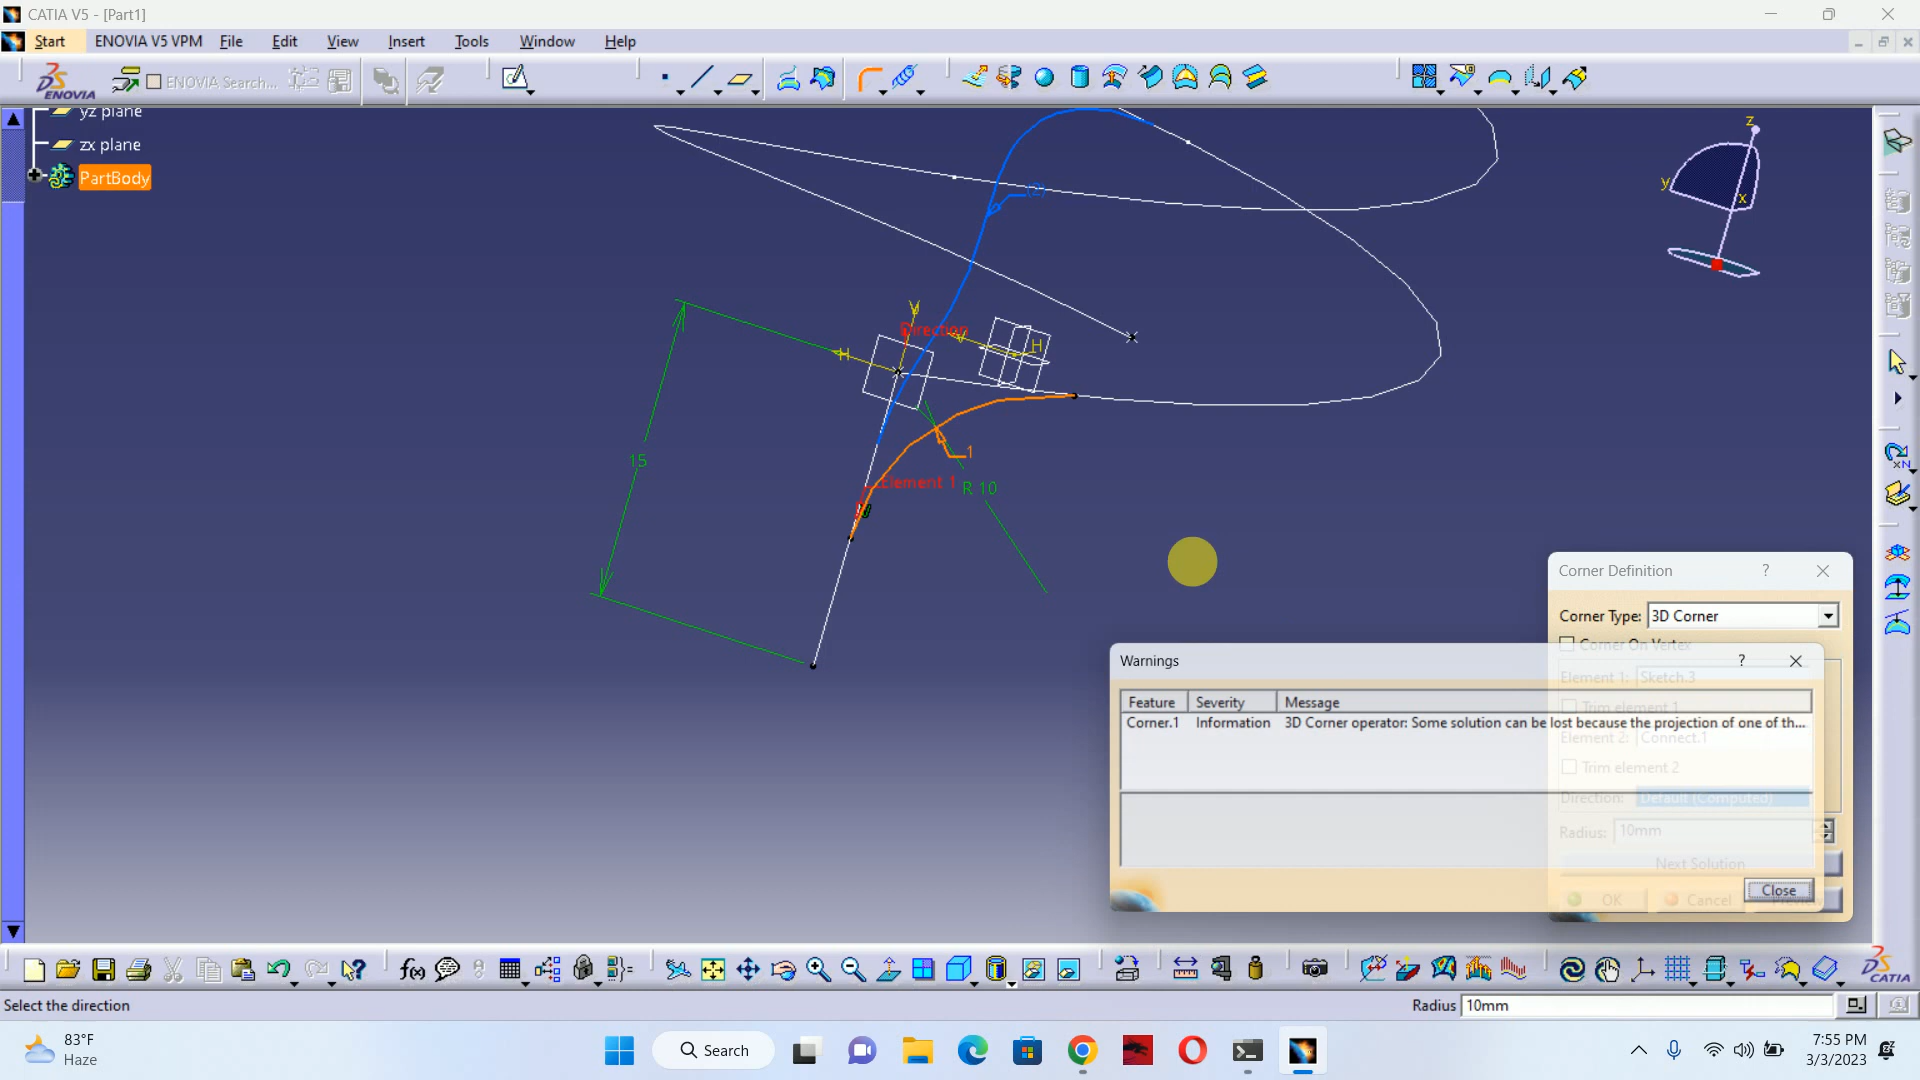 CATIA V5 - [Part1]
Start ENOVIA V5 VPM File Edit View Insert Tools Window Help
ENOVIA ENOVIA Search...
yz plane
zx plane
PartBody
z
y
x
(2)
V
Direction
H
V
H
15
1
Element 1
R 10
Corner Definition ?
Corner Type: 3D Corner
Corner On Vertex
Element 1: Sketch.3
Trim element 1
Element 2: Connect.1
Trim element 2
Direction: Default (Computed)
Radius: 10mm
Next Solution
OK Cancel Preview
Warnings ?
Feature Severity Message
Corner.1 Information 3D Corner operator: Some solution can be lost because the projection of one of th...
Close
f(x)
CATIA
Select the direction
Radius 10mm
83°F
Haze
Search
7:55 PM
3/3/2023